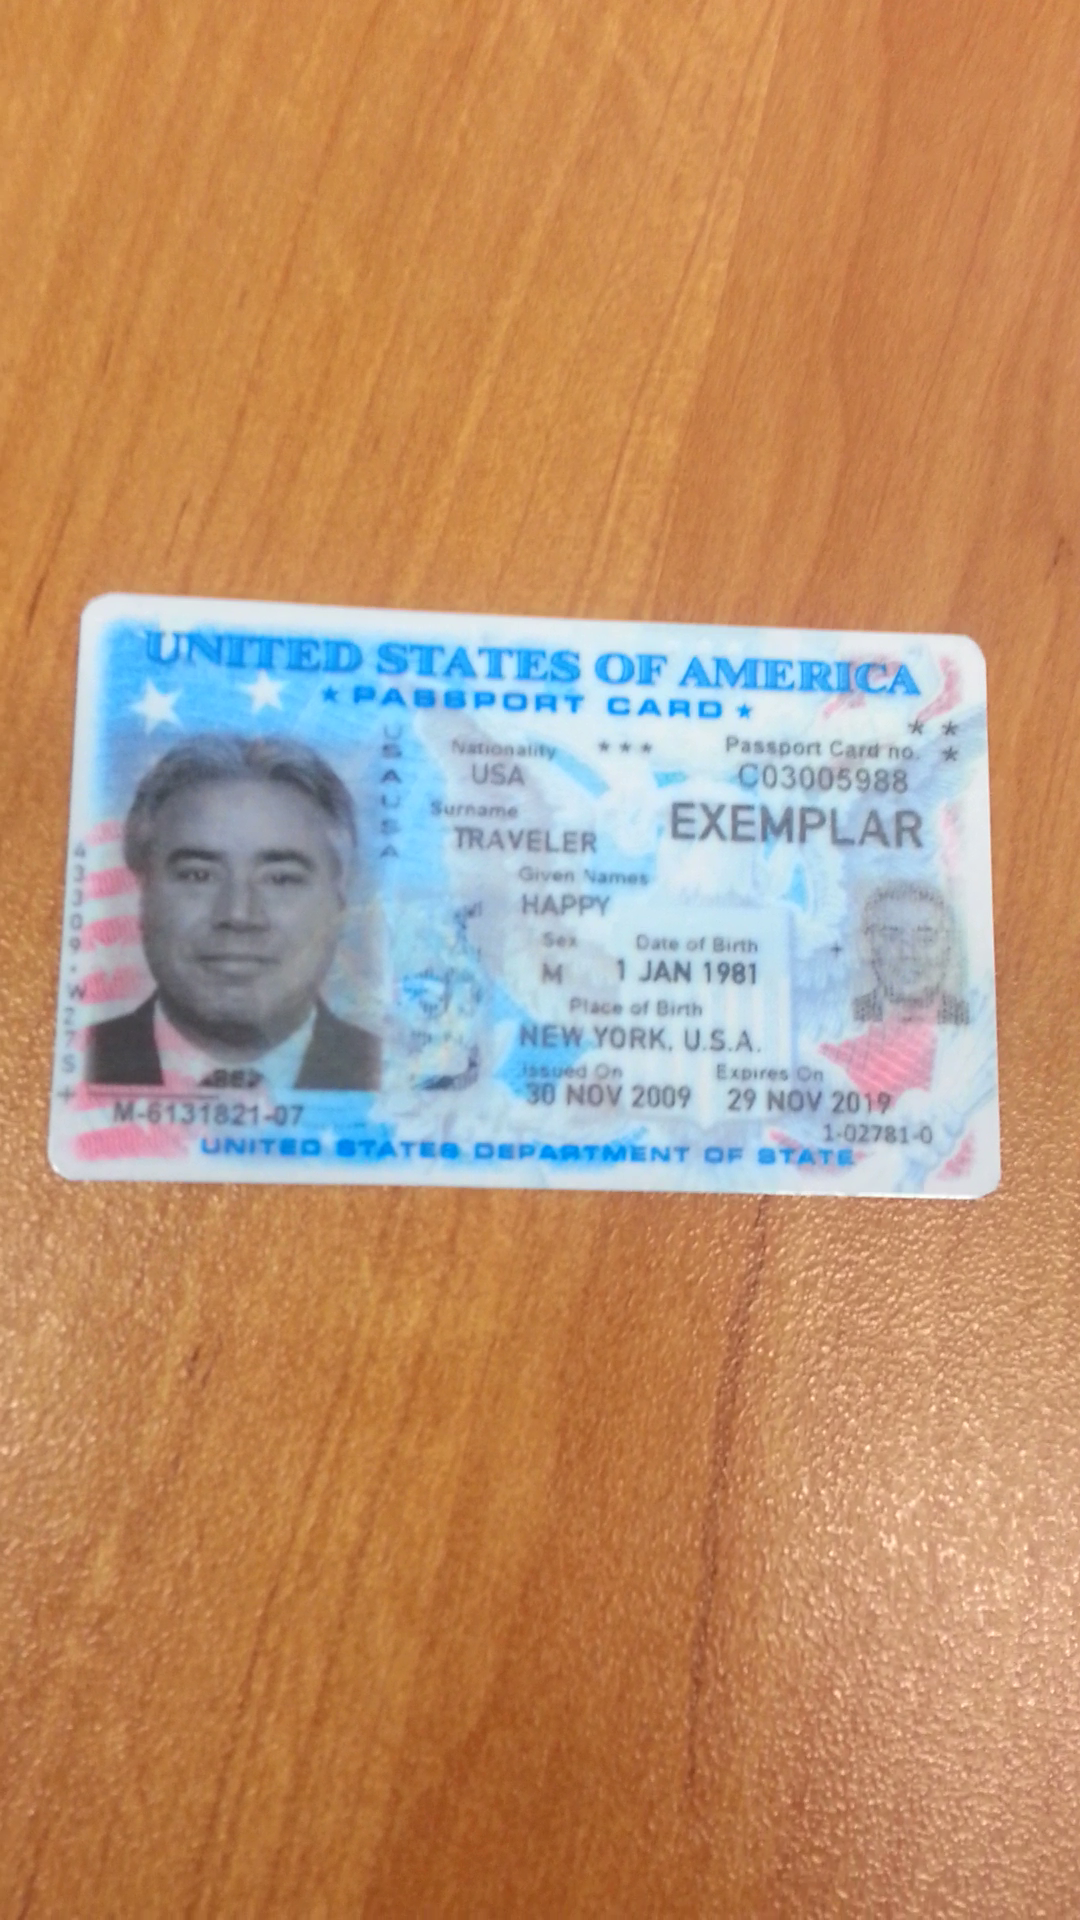 UNITED STATES OF AMERICA
★ PASSPORT CARD ★
USAUSA
Nationality *** Passport Card no.
USA C03005988
Surname EXEMPLAR
TRAVELER
Given Names
HAPPY
Sex Date of Birth
M 1 JAN 1981
Place of Birth
NEW YORK, U.S.A.
Issued On Expires On
30 NOV 2009 29 NOV 2019
M-6131821-07
1-02781-0
UNITED STATES DEPARTMENT OF STATE